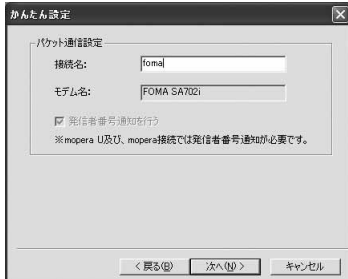 かんたん設定
パケット通信設定
接続名: foma
モデム名: FOMA SA702i
発信者番号通知を行う
※mopera U及び、mopera接続では発信者番号通知が必要です。
< 戻る(B) 次へ(N) > キャンセル